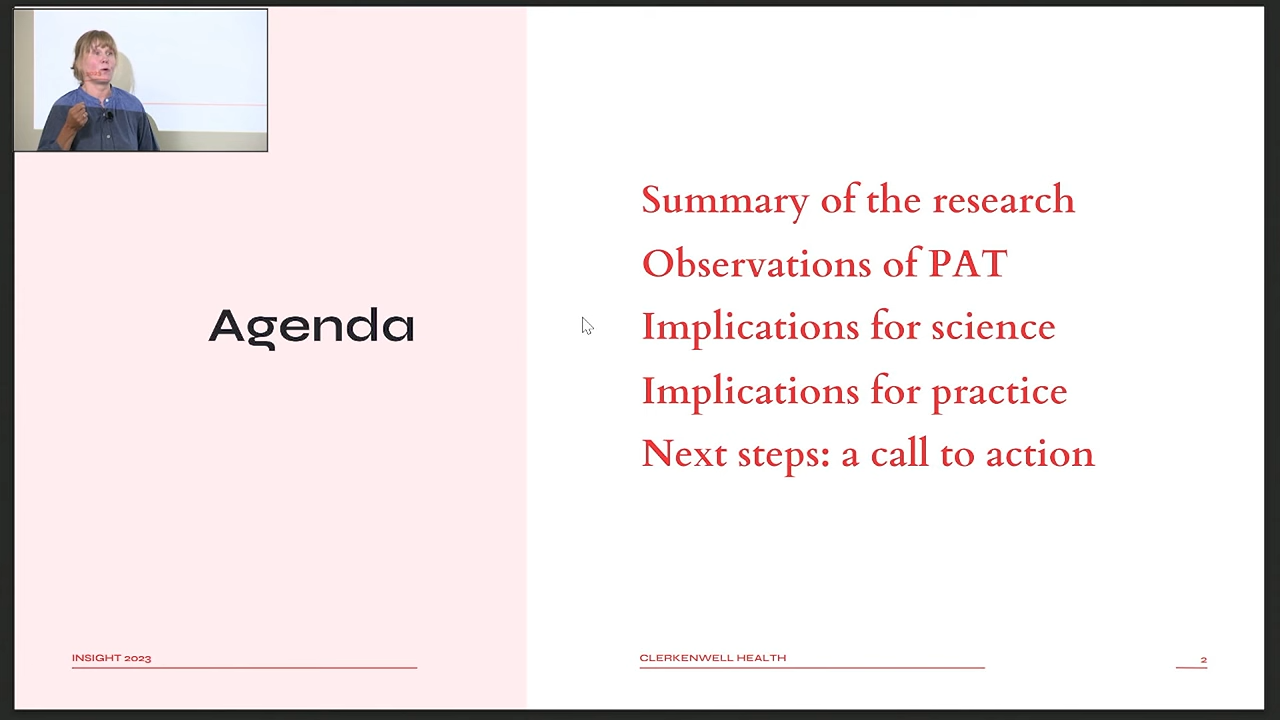 Agenda
Summary of the research
Observations of PAT
Implications for science
Implications for practice
Next steps: a call to action
INSIGHT 2023
CLERKENWELL HEALTH
2